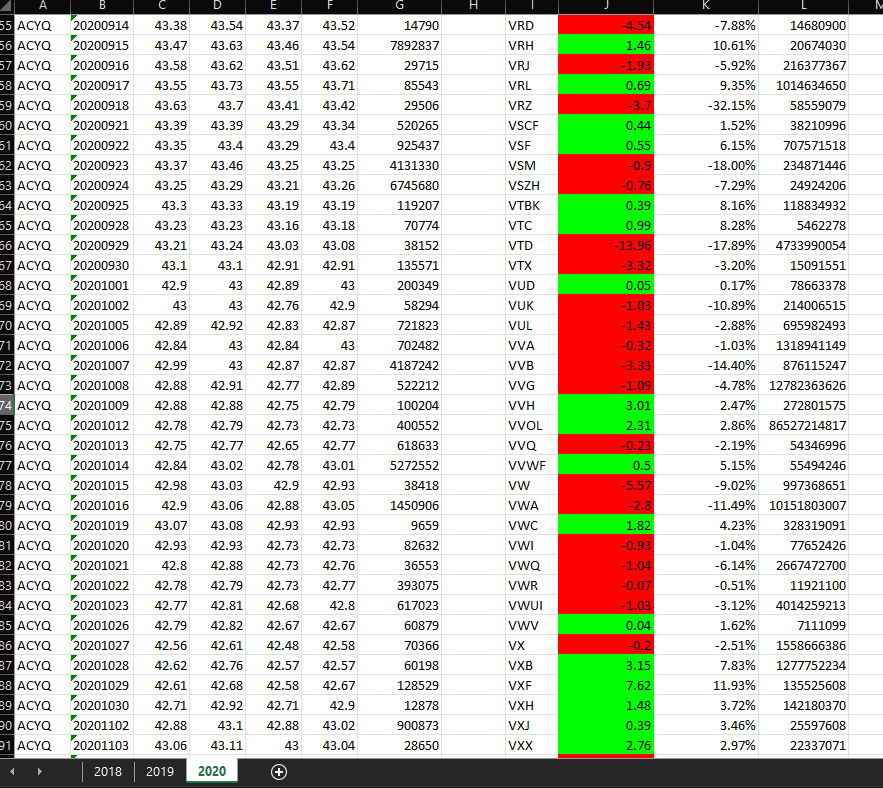 A B C D E F G H I J K L M
55 ACYQ 20200914 43.38 43.54 43.37 43.52 14790 VRD -4.54 -7.88% 14680900
56 ACYQ 20200915 43.47 43.63 43.46 43.54 7892837 VRH 1.46 10.61% 20674030
57 ACYQ 20200916 43.58 43.62 43.51 43.62 29715 VRJ -1.93 -5.92% 216377367
58 ACYQ 20200917 43.55 43.73 43.55 43.71 85543 VRL 0.69 9.35% 1014634650
59 ACYQ 20200918 43.63 43.7 43.41 43.42 29506 VRZ -3.7 -32.15% 58559079
60 ACYQ 20200921 43.39 43.39 43.29 43.34 520265 VSCF 0.44 1.52% 38210996
61 ACYQ 20200922 43.35 43.4 43.29 43.4 925437 VSF 0.55 6.15% 707571518
62 ACYQ 20200923 43.37 43.46 43.25 43.25 4131330 VSM -0.9 -18.00% 234871446
63 ACYQ 20200924 43.25 43.29 43.21 43.26 6745680 VSZH -0.76 -7.29% 24924206
64 ACYQ 20200925 43.3 43.33 43.19 43.19 119207 VTBK 0.39 8.16% 118834932
65 ACYQ 20200928 43.23 43.23 43.16 43.18 70774 VTC 0.99 8.28% 5462278
66 ACYQ 20200929 43.21 43.24 43.03 43.08 38152 VTD -13.96 -17.89% 4733990054
67 ACYQ 20200930 43.1 43.1 42.91 42.91 135571 VTX -3.32 -3.20% 15091551
68 ACYQ 20201001 42.9 43 42.89 43 200349 VUD 0.05 0.17% 78663378
69 ACYQ 20201002 43 43 42.76 42.9 58294 VUK -1.03 -10.89% 214006515
70 ACYQ 20201005 42.89 42.92 42.83 42.87 721823 VUL -1.43 -2.88% 695982493
71 ACYQ 20201006 42.84 43 42.84 43 702482 VVA -0.32 -1.03% 1318941149
72 ACYQ 20201007 42.99 43 42.87 42.87 4187242 VVB -3.33 -14.40% 876115247
73 ACYQ 20201008 42.88 42.91 42.77 42.89 522212 VVG -1.09 -4.78% 12782363626
74 ACYQ 20201009 42.88 42.88 42.75 42.79 100204 VVH 3.01 2.47% 272801575
75 ACYQ 20201012 42.78 42.79 42.73 42.73 400552 VVOL 2.31 2.86% 86527214817
76 ACYQ 20201013 42.75 42.77 42.65 42.77 618633 VVQ -0.23 -2.19% 54346996
77 ACYQ 20201014 42.84 43.02 42.78 43.01 5272552 VVWF 0.5 5.15% 55494246
78 ACYQ 20201015 42.98 43.03 42.9 42.93 38418 VW -5.57 -9.02% 997368651
79 ACYQ 20201016 42.9 43.06 42.88 43.05 1450906 VWA -2.8 -11.49% 10151803007
80 ACYQ 20201019 43.07 43.08 42.93 42.93 9659 VWC 1.82 4.23% 328319091
81 ACYQ 20201020 42.93 42.93 42.73 42.73 82632 VWI -0.93 -1.04% 77652426
82 ACYQ 20201021 42.8 42.88 42.73 42.76 36553 VWQ -1.04 -6.14% 2667472700
83 ACYQ 20201022 42.78 42.79 42.73 42.77 393075 VWR -0.07 -0.51% 11921100
84 ACYQ 20201023 42.77 42.81 42.68 42.8 617023 VWUI -1.03 -3.12% 4014259213
85 ACYQ 20201026 42.79 42.82 42.67 42.67 60879 VWV 0.04 1.62% 7111099
86 ACYQ 20201027 42.56 42.61 42.48 42.58 70366 VX -0.2 -2.51% 1558666386
87 ACYQ 20201028 42.62 42.76 42.57 42.57 60198 VXB 3.15 7.83% 1277752234
88 ACYQ 20201029 42.61 42.68 42.58 42.67 128529 VXF 7.62 11.93% 135525608
89 ACYQ 20201030 42.71 42.92 42.71 42.9 12878 VXH 1.48 3.72% 142180370
90 ACYQ 20201102 42.88 43.1 42.88 43.02 900873 VXJ 0.39 3.46% 25597608
91 ACYQ 20201103 43.06 43.11 43 43.04 28650 VXX 2.76 2.97% 22337071
2018 2019 2020